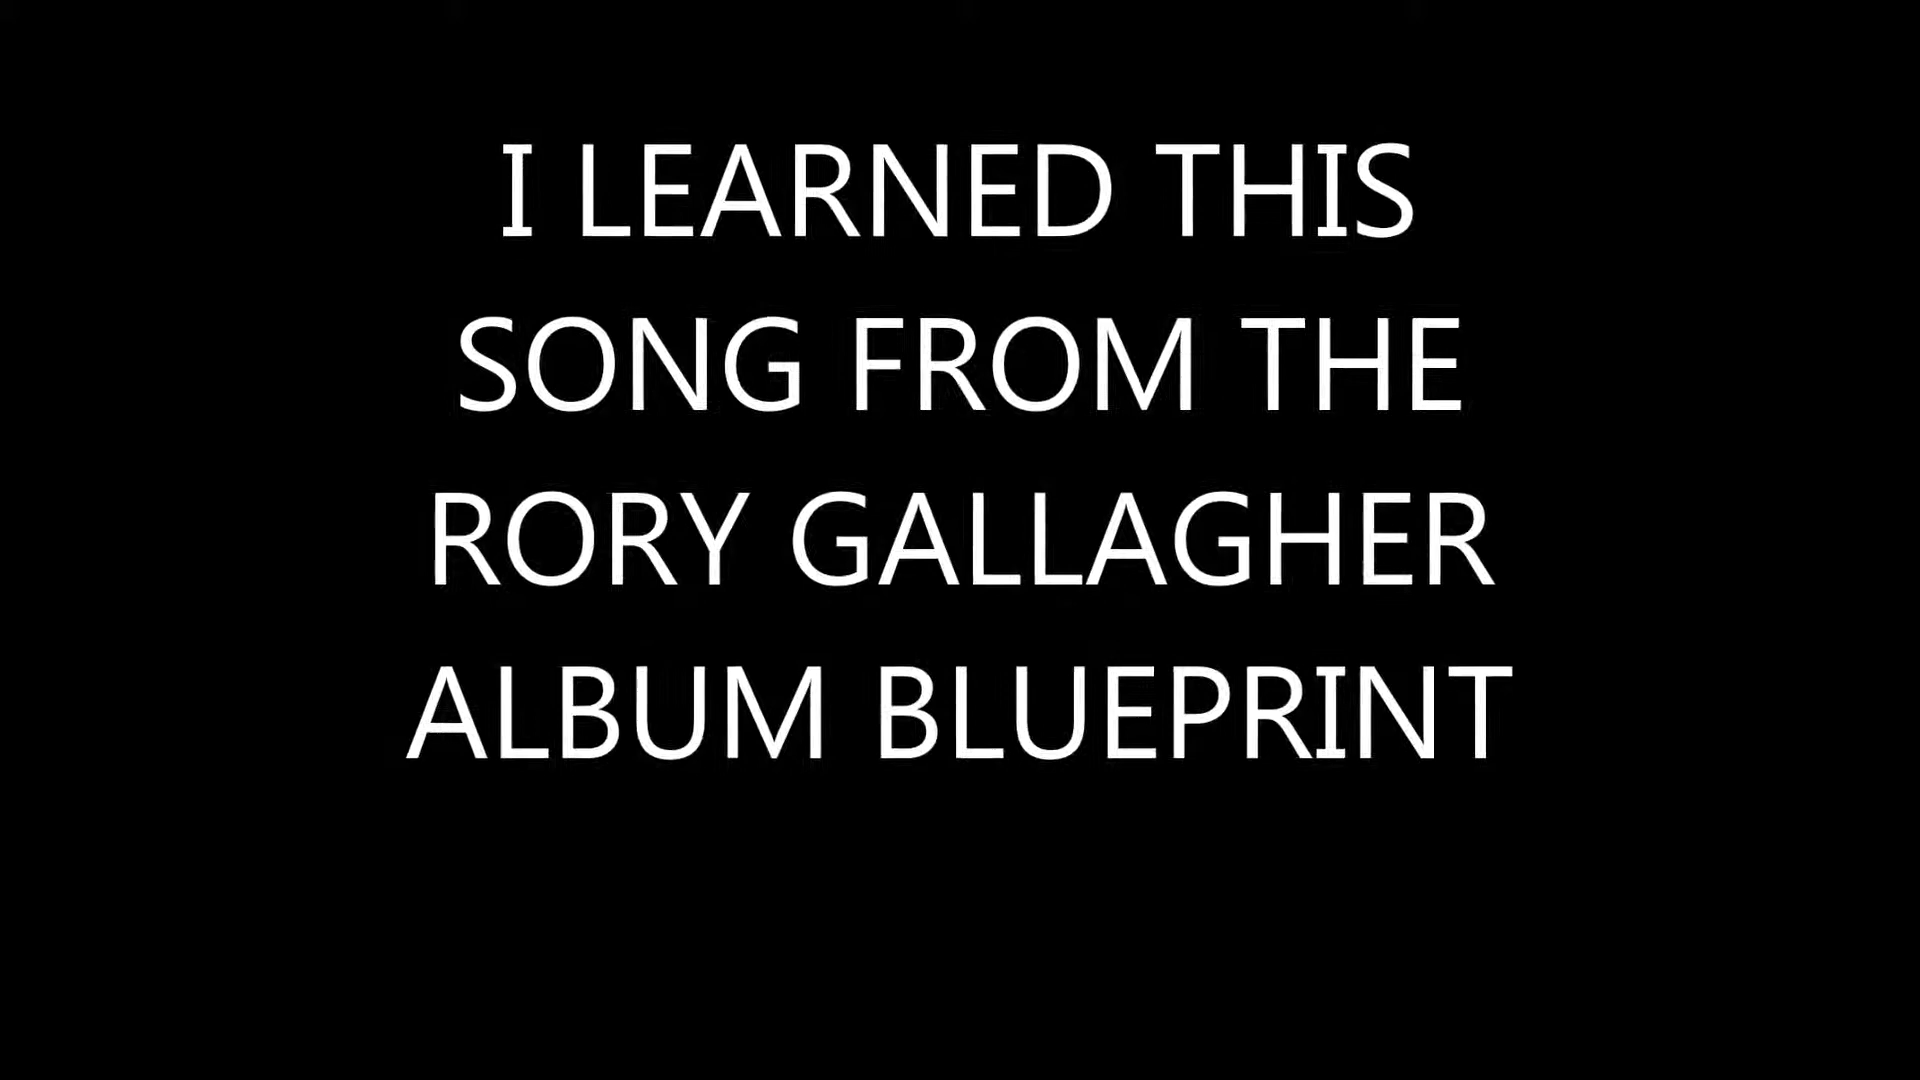 I LEARNED THIS
SONG FROM THE
RORY GALLAGHER
ALBUM BLUEPRINT